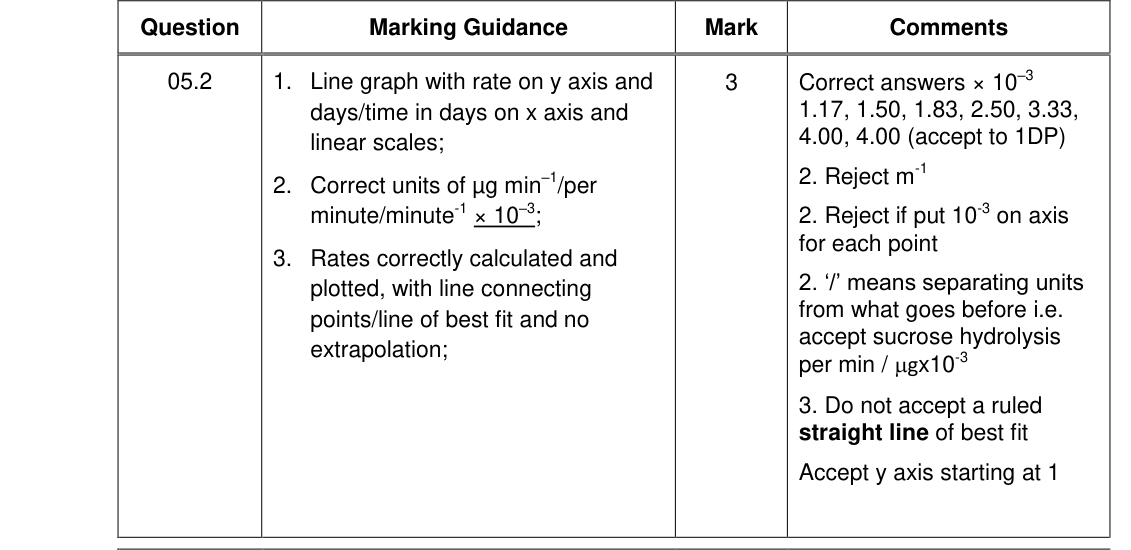 Question Marking Guidance Mark Comments
05.2
1. Line graph with rate on y axis and
days/time in days on x axis and
linear scales;
2. Correct units of µg min⁻¹/per
minute/minute⁻¹ × 10⁻³;
3. Rates correctly calculated and
plotted, with line connecting
points/line of best fit and no
extrapolation;
3
Correct answers × 10⁻³
1.17, 1.50, 1.83, 2.50, 3.33,
4.00, 4.00 (accept to 1DP)
2. Reject m⁻¹
2. Reject if put 10⁻³ on axis
for each point
2. ‘/’ means separating units
from what goes before i.e.
accept sucrose hydrolysis
per min / µgx10⁻³
3. Do not accept a ruled
straight line of best fit
Accept y axis starting at 1